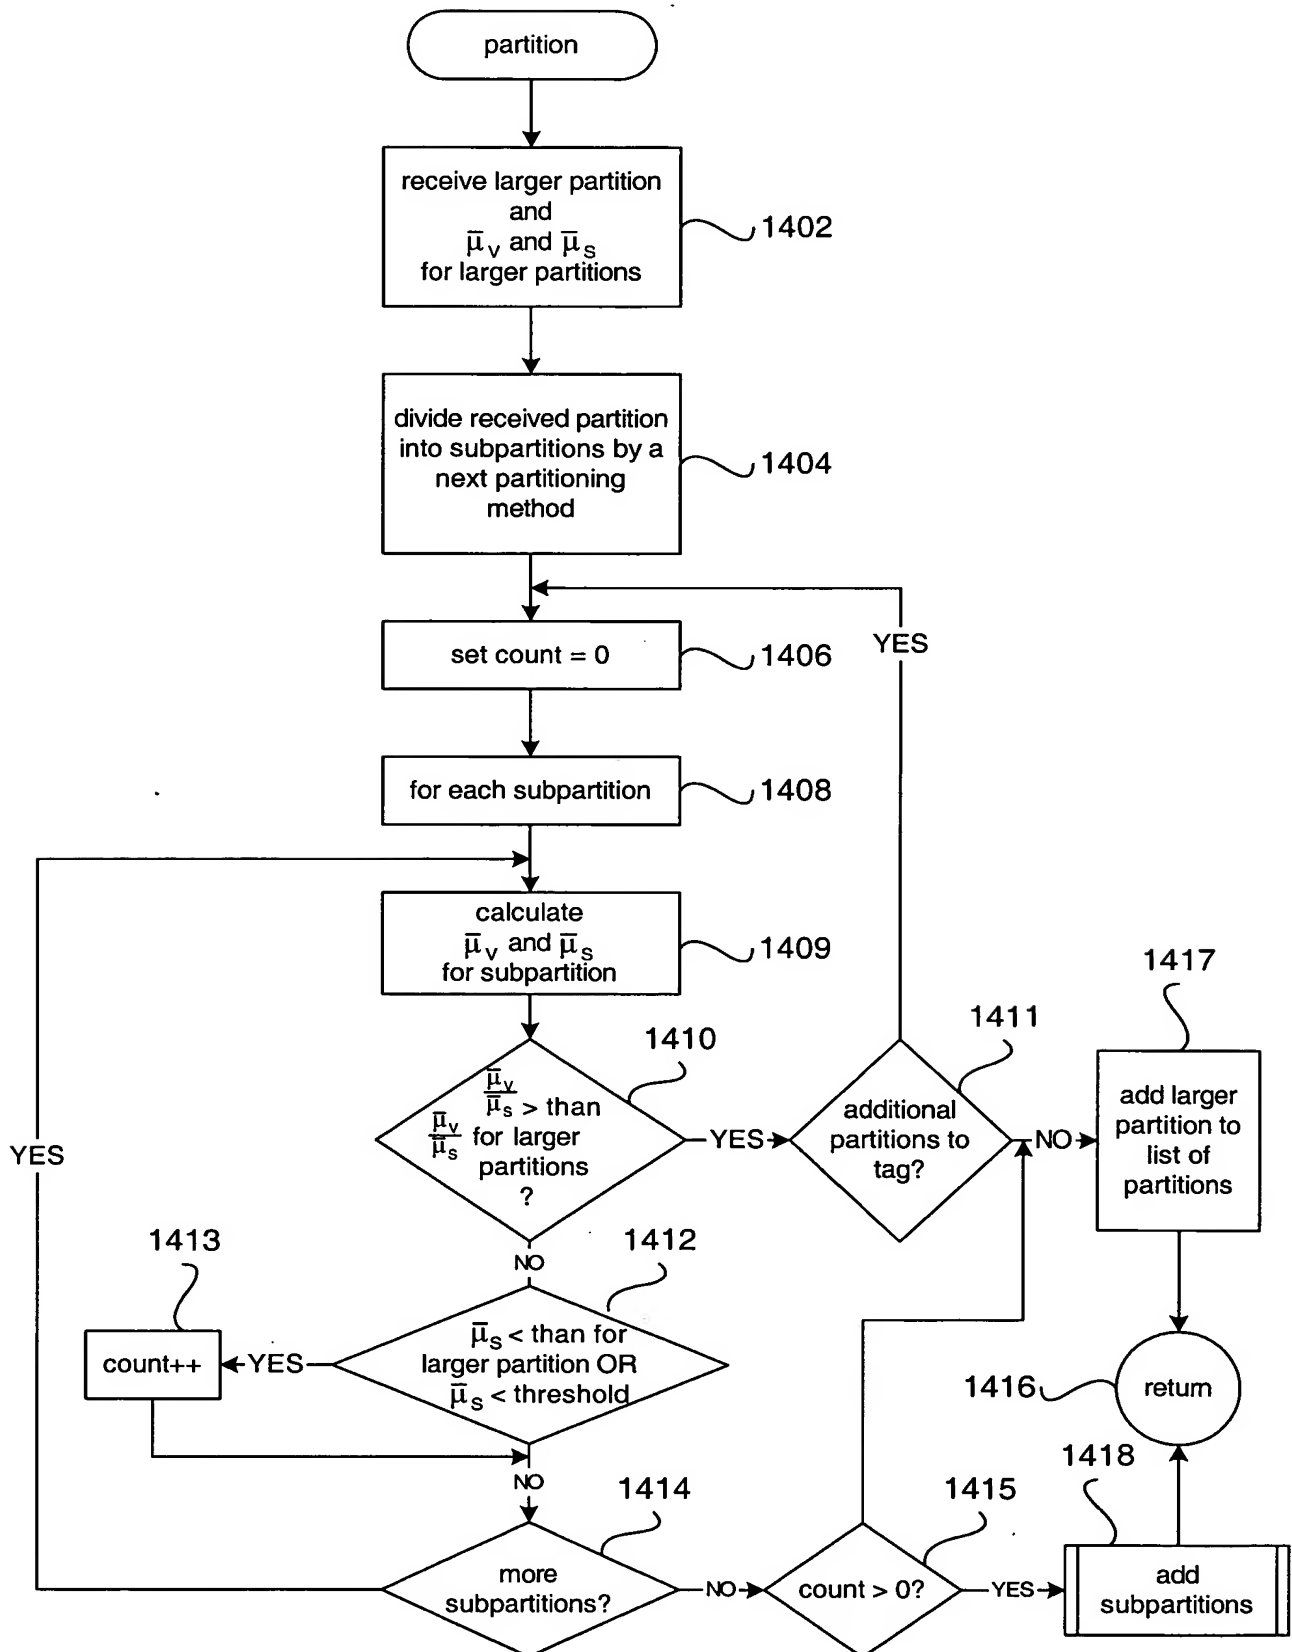 partition
receive larger partition
and
μ̄V and μ̄S
for larger partitions
1402
divide received partition
into subpartitions by a
next partitioning
method
1404
set count = 0
1406
YES
for each subpartition
1408
calculate
μ̄V and μ̄S
for subpartition
1409
1410
μ̄V
μ̄S > than
μ̄V
μ̄S for larger
partitions
?
YES
1411
additional
partitions to
tag?
NO
1417
add larger
partition to
list of
partitions
YES
NO
1412
1413
count++
YES
μ̄S < than for
larger partition OR
μ̄S < threshold
1416
return
NO
1414
more
subpartitions?
NO
1415
count > 0?
YES
1418
add
subpartitions